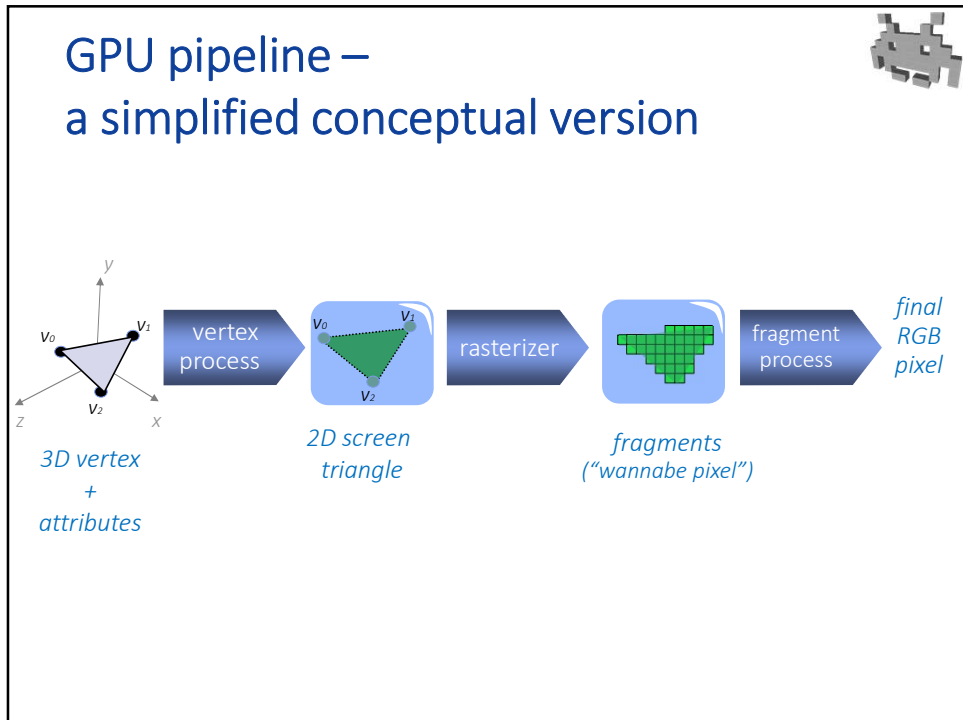 GPU pipeline –
a simplified conceptual version
y
v0
v1
v2
z
x
3D vertex
+
attributes
vertex
process
v0
v1
v2
2D screen
triangle
rasterizer
fragments
(“wannabe pixel”)
fragment
process
final
RGB
pixel